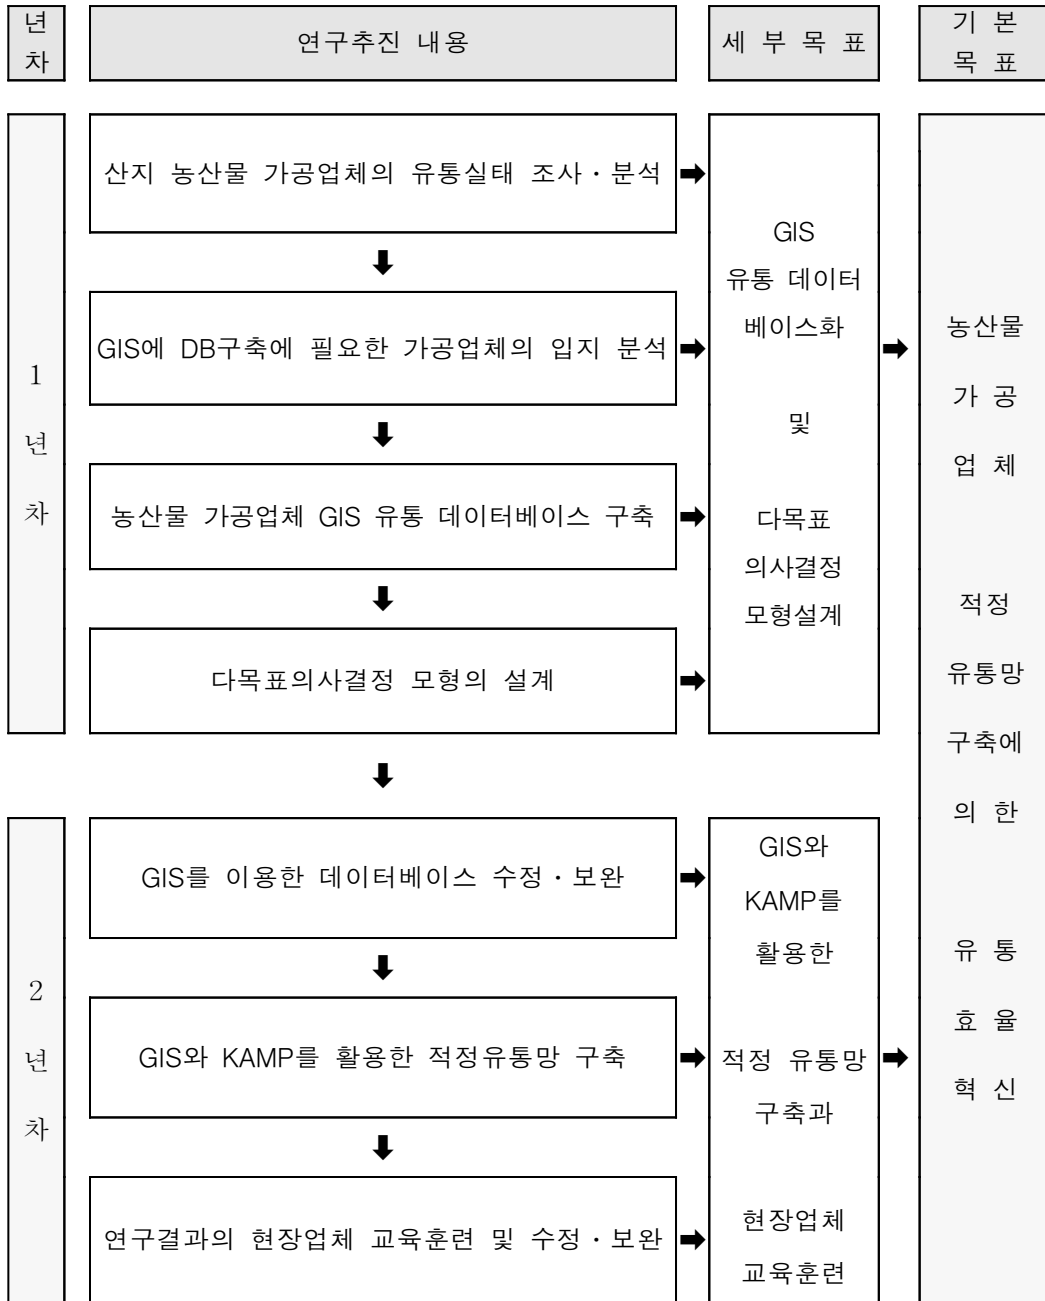 년
차
연구추진 내용
세 부 목 표
기 본
목 표
1
년
차
산지 농산물 가공업체의 유통실태 조사·분석
GIS에 DB구축에 필요한 가공업체의 입지 분석
농산물 가공업체 GIS 유통 데이터베이스 구축
다목표의사결정 모형의 설계
GIS
유통 데이터
베이스화
및
다목표
의사결정
모형설계
2
년
차
GIS를 이용한 데이터베이스 수정·보완
GIS와 KAMP를 활용한 적정유통망 구축
연구결과의 현장업체 교육훈련 및 수정·보완
GIS와
KAMP를
활용한
적정 유통망
구축과
현장업체
교육훈련
농산물
가 공
업 체
적정
유통망
구축에
의 한
유 통
효 율
혁 신